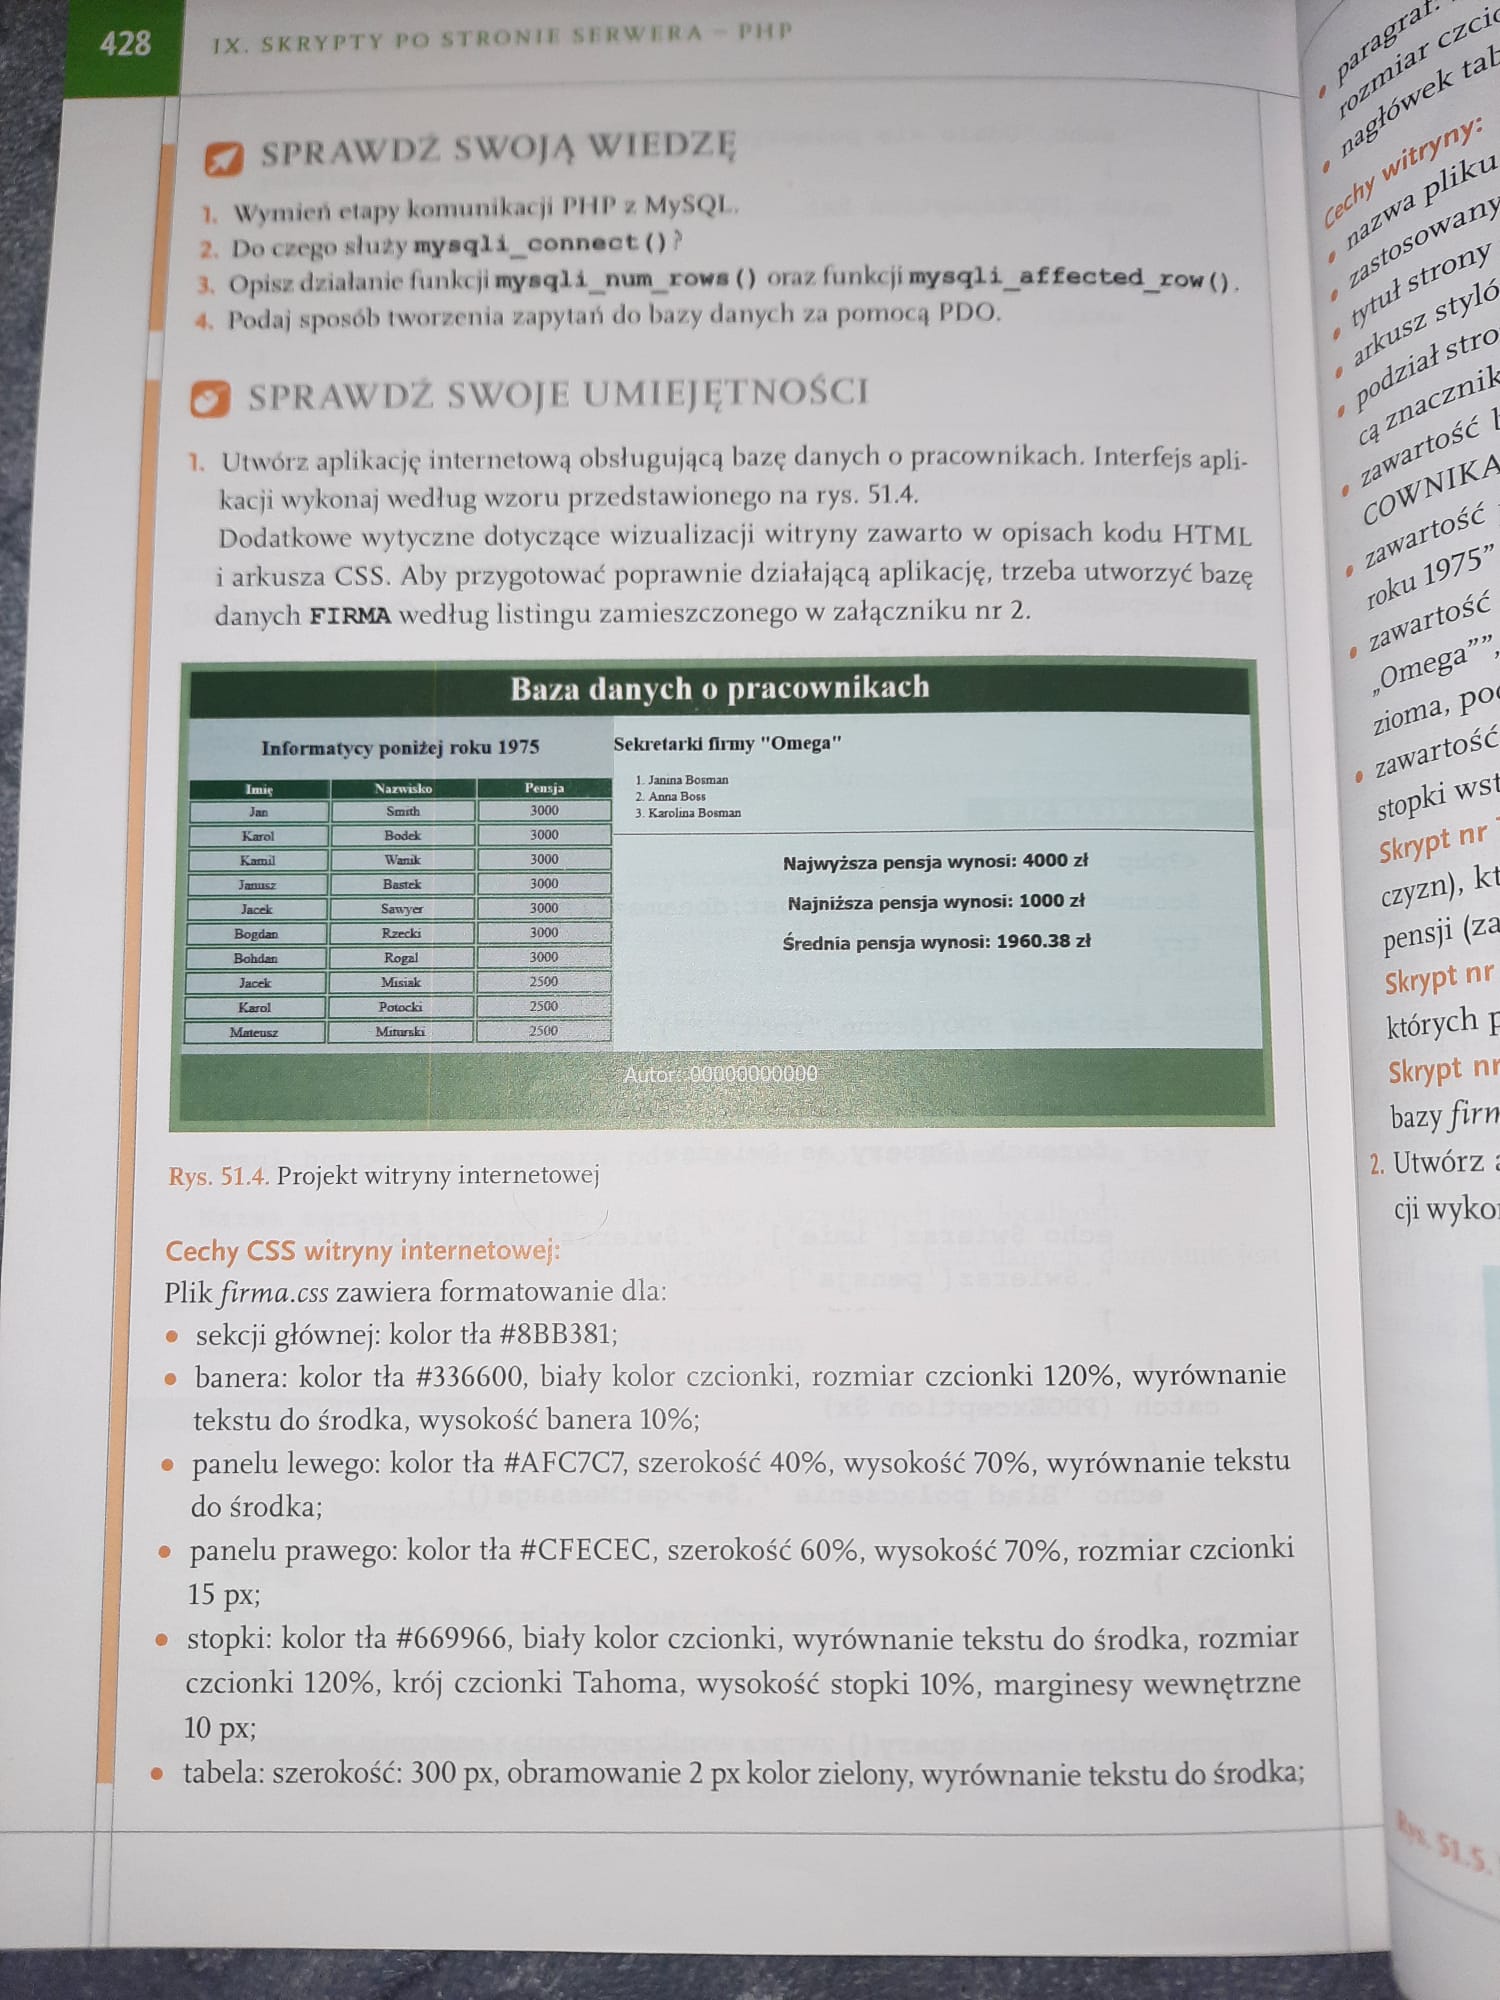 428
IX. SKRYPTY PO STRONIE SERWERA – PHP
SPRAWDŹ SWOJĄ WIEDZĘ
1. Wymień etapy komunikacji PHP z MySQL.
2. Do czego służy mysqli_connect()?
3. Opisz działanie funkcji mysqli_num_rows() oraz funkcji mysqli_affected_row().
4. Podaj sposób tworzenia zapytań do bazy danych za pomocą PDO.
SPRAWDŹ SWOJE UMIEJĘTNOŚCI
1. Utwórz aplikację internetową obsługującą bazę danych o pracownikach. Interfejs apli-
kacji wykonaj według wzoru przedstawionego na rys. 51.4.
Dodatkowe wytyczne dotyczące wizualizacji witryny zawarto w opisach kodu HTML
i arkusza CSS. Aby przygotować poprawnie działającą aplikację, trzeba utworzyć bazę
danych FIRMA według listingu zamieszczonego w załączniku nr 2.
Baza danych o pracownikach
Informatycy poniżej roku 1975
Imię Nazwisko Pensja
Jan Smith 3000
Karol Bodek 3000
Kamil Wanik 3000
Janusz Bastek 3000
Jacek Sawyer 3000
Bogdan Rzecki 3000
Bohdan Rogal 3000
Jacek Misiak 2500
Karol Potocki 2500
Mateusz Miturski 2500
Sekretarki firmy "Omega"
1. Janina Bosman
2. Anna Boss
3. Karolina Bosman
Najwyższa pensja wynosi: 4000 zł
Najniższa pensja wynosi: 1000 zł
Średnia pensja wynosi: 1960.38 zł
Autor: 00000000000
Rys. 51.4. Projekt witryny internetowej
Cechy CSS witryny internetowej:
Plik firma.css zawiera formatowanie dla:
• sekcji głównej: kolor tła #8BB381;
• banera: kolor tła #336600, biały kolor czcionki, rozmiar czcionki 120%, wyrównanie
tekstu do środka, wysokość banera 10%;
• panelu lewego: kolor tła #AFC7C7, szerokość 40%, wysokość 70%, wyrównanie tekstu
do środka;
• panelu prawego: kolor tła #CFECEC, szerokość 60%, wysokość 70%, rozmiar czcionki
15 px;
• stopki: kolor tła #669966, biały kolor czcionki, wyrównanie tekstu do środka, rozmiar
czcionki 120%, krój czcionki Tahoma, wysokość stopki 10%, marginesy wewnętrzne
10 px;
• tabela: szerokość: 300 px, obramowanie 2 px kolor zielony, wyrównanie tekstu do środka;
• paragraf:
rozmiar
• nagłówek
Cechy witryny:
• nazwa pliku
• zastosowany
• tytuł strony
• arkusz
• podział
cą
• zawartość
• zawartość
roku 1975”
• zawartość
„Omega””,
zioma,
• zawartość
stopki
Skrypt nr
czyzn),
pensji
Skrypt nr
których
Skrypt nr
bazy
2. Utwórz
cji
Rys. 51.5.